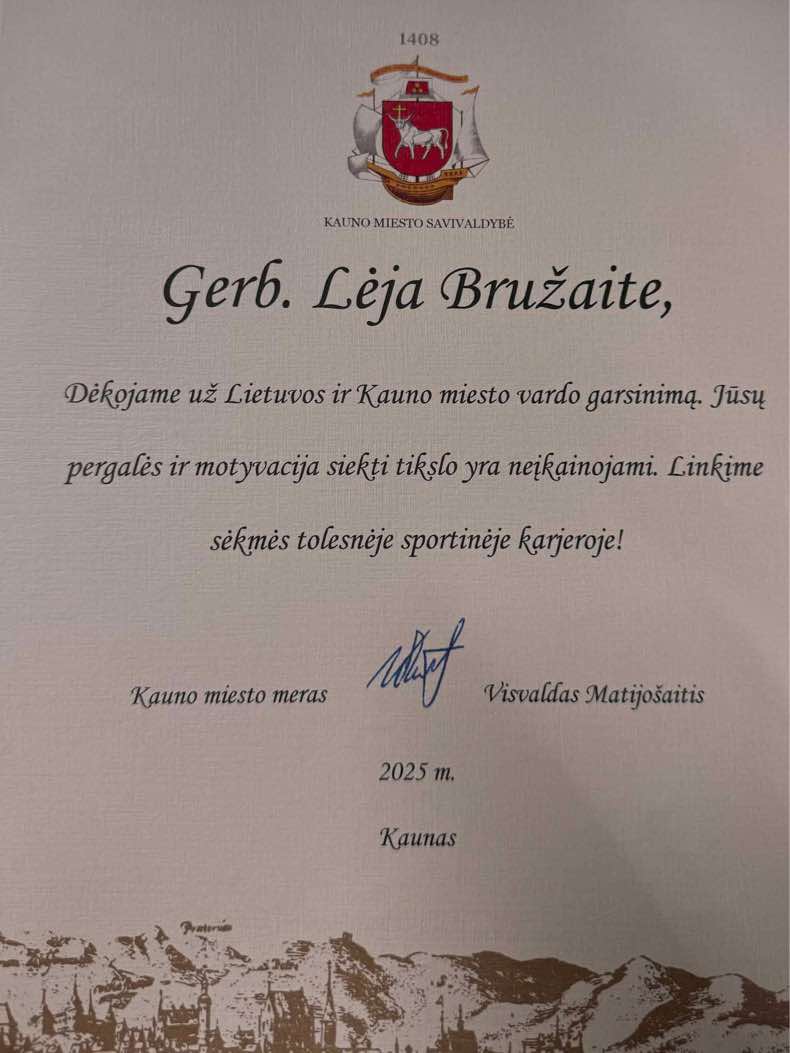 1408
KAUNO MIESTO SAVIVALDYBĖ
Gerb. Lėja Bružaite,
Dėkojame už Lietuvos ir Kauno miesto vardo garsinimą. Jūsų
pergalės ir motyvacija siekti tikslo yra neįkainojami. Linkime
sėkmės tolesnėje sportinėje karjeroje!
Kauno miesto meras Visvaldas Matijošaitis
2025 m.
Kaunas